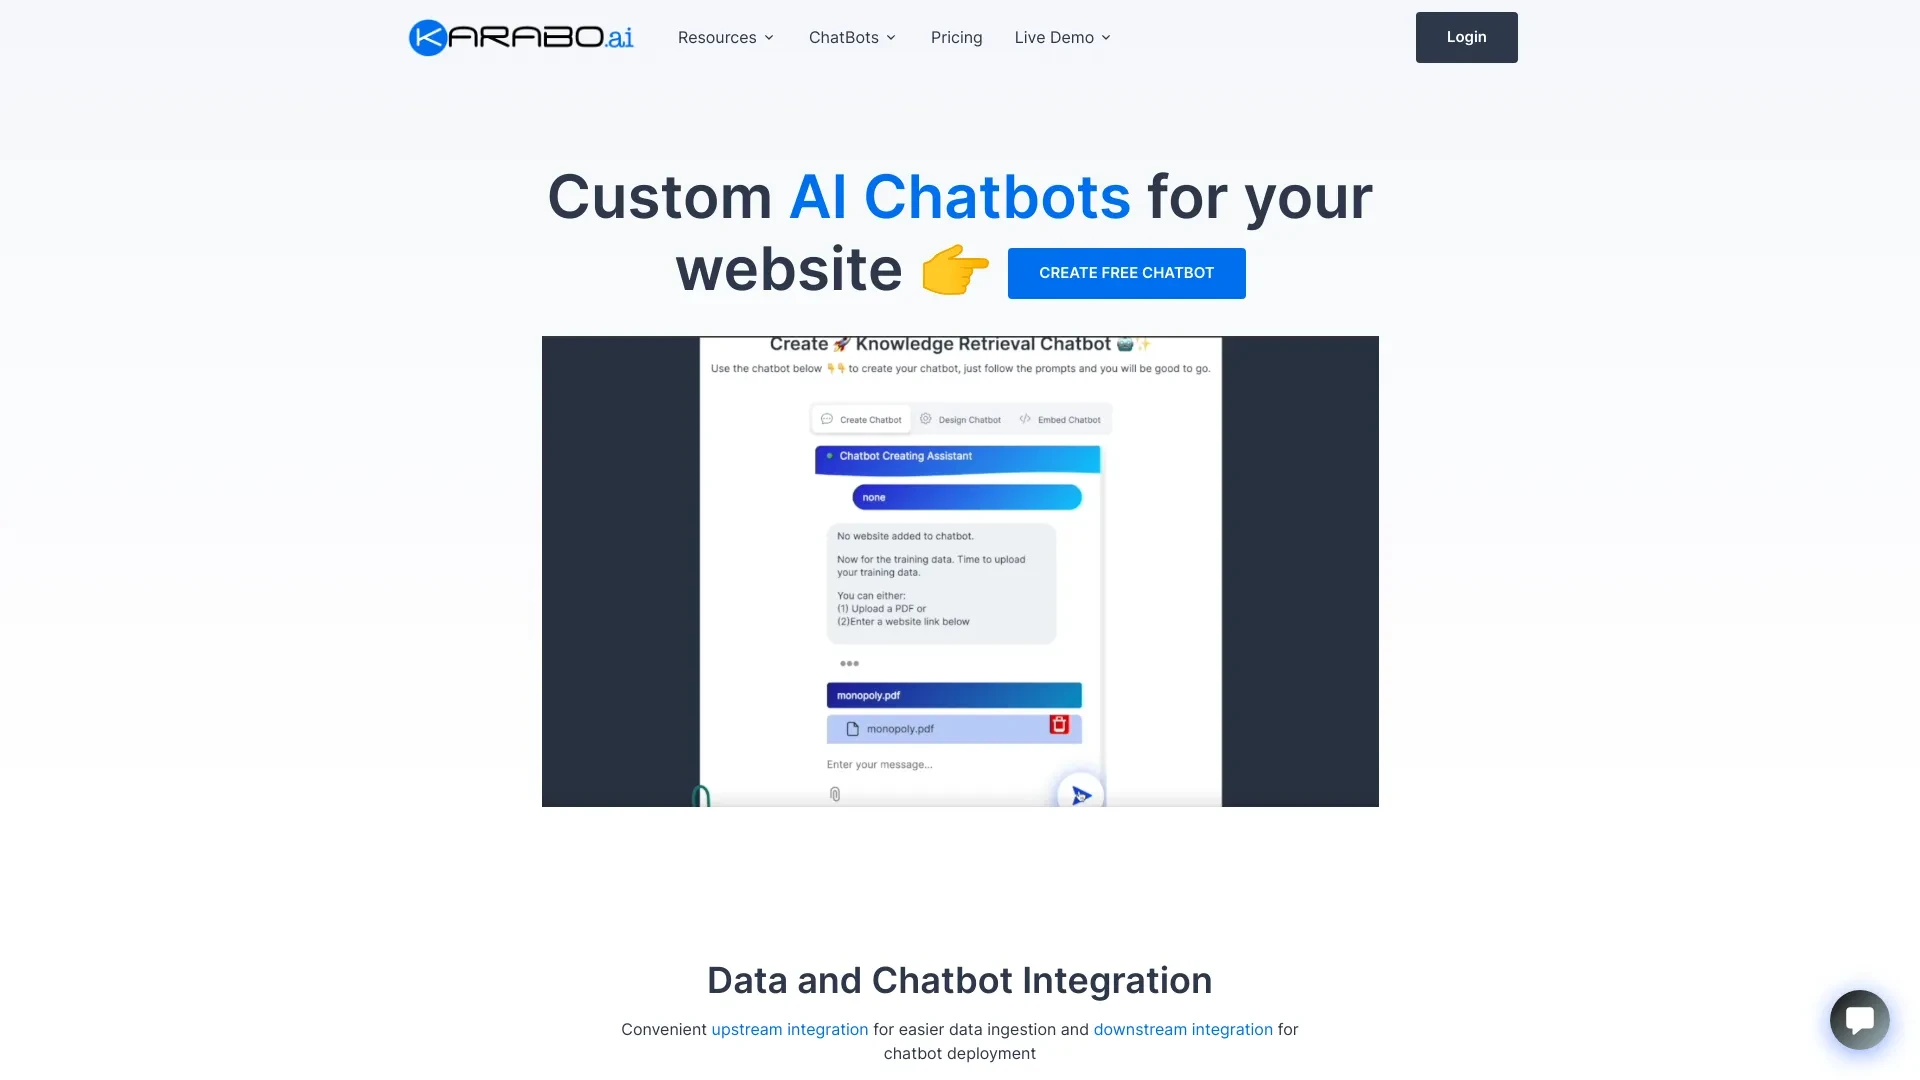 KARABO.ai
Resources
ChatBots
Pricing
Live Demo
Login
Custom AI Chatbots for your
website 👉 CREATE FREE CHATBOT
Create 🚀 Knowledge Retrieval Chatbot 🤖✨
Use the chatbot below 👇👇 to create your chatbot, just follow the prompts and you will be good to go.
Create Chatbot
Design Chatbot
Embed Chatbot
Chatbot Creating Assistant
none
No website added to chatbot.
Now for the training data. Time to upload
your training data.
You can either:
(1) Upload a PDF or
(2)Enter a website link below
monopoly.pdf
monopoly.pdf
Enter your message...
Data and Chatbot Integration
Convenient upstream integration for easier data ingestion and downstream integration for
chatbot deployment